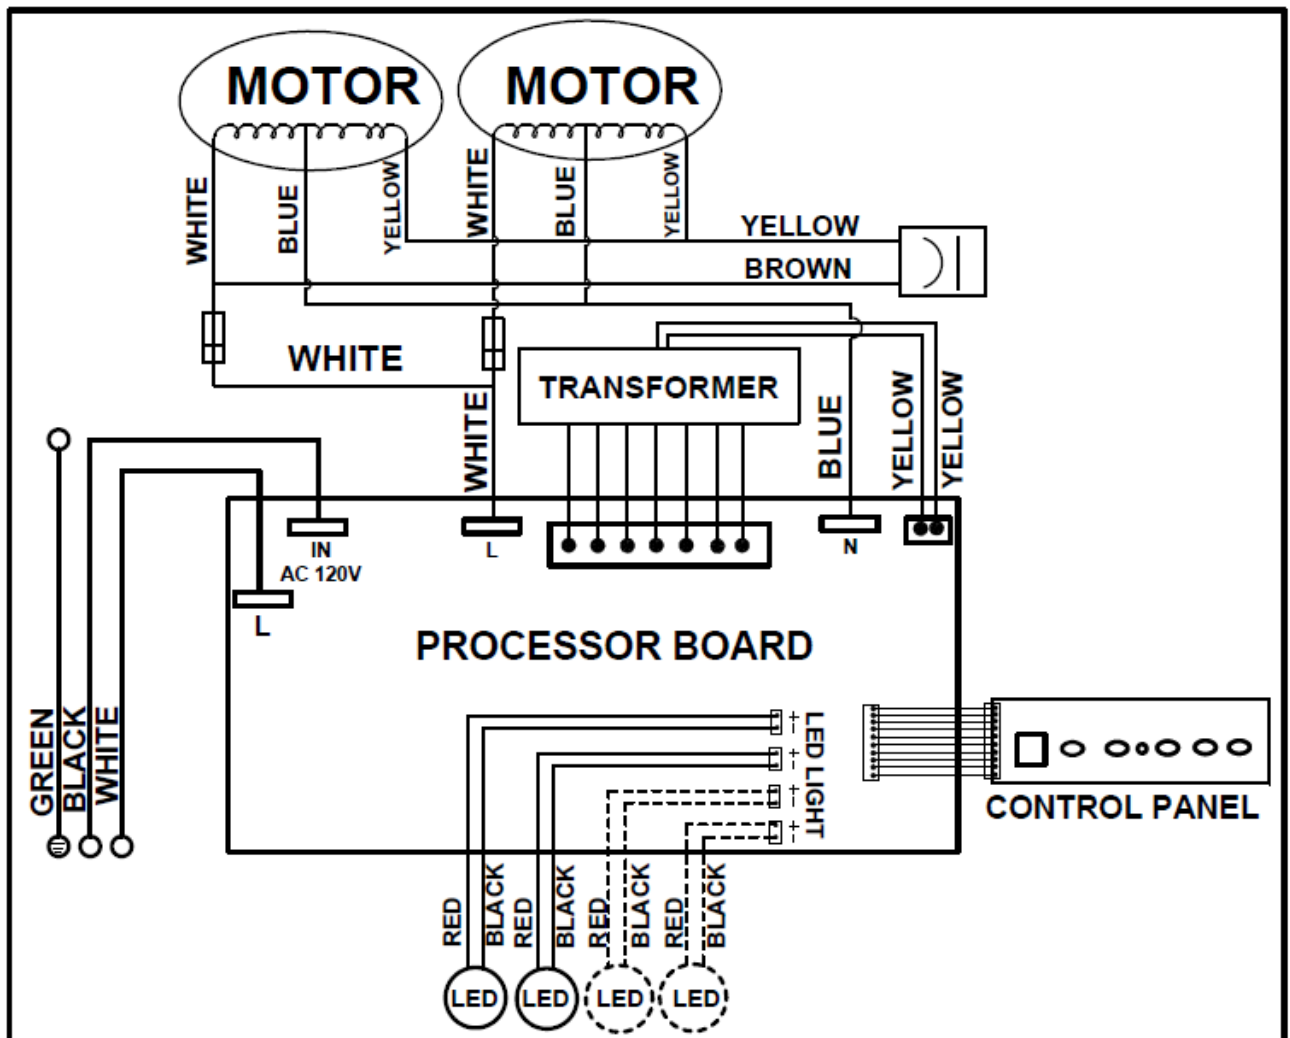 MOTOR
MOTOR
WHITE
BLUE
YELLOW
WHITE
BLUE
YELLOW
YELLOW
BROWN
WHITE
TRANSFORMER
WHITE
BLUE
YELLOW
YELLOW
IN
AC 120V
L
N
L
PROCESSOR BOARD
GREEN
BLACK
WHITE
+
-
+
-
+
-
+
-
LED LIGHT
CONTROL PANEL
RED
BLACK
RED
BLACK
RED
BLACK
RED
BLACK
LED
LED
LED
LED